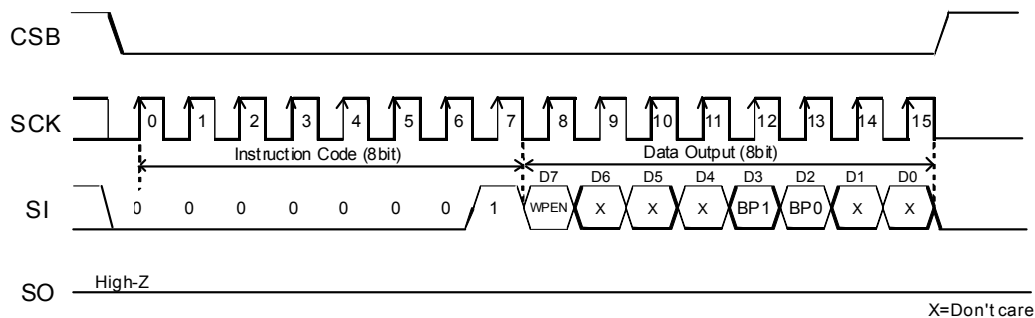 CSB
SCK 0 1 2 3 4 5 6 7 8 9 10 11 12 13 14 15
Instruction Code (8bit) Data Output (8bit)
D7 D6 D5 D4 D3 D2 D1 D0
SI 0 0 0 0 0 0 0 1 WPEN X X X BP1 BP0 X X
High-Z
SO
X=Don't care